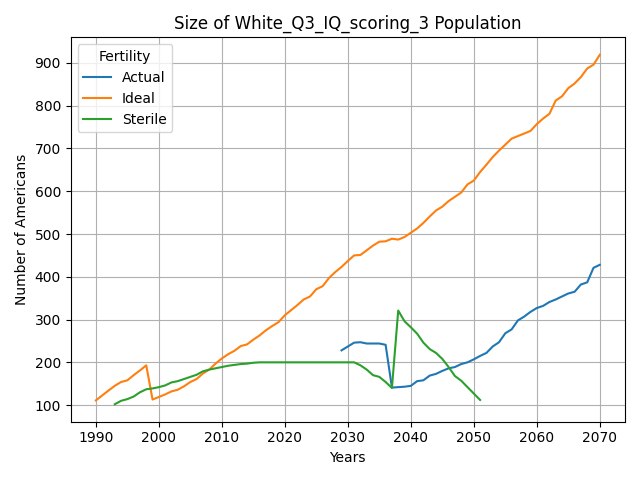 Size of White_Q3_IQ_scoring_3 Population
Fertility
Actual
Ideal
Sterile
Number of Americans
900
800
700
600
500
400
300
200
100
1990 2000 2010 2020 2030 2040 2050 2060 2070
Years